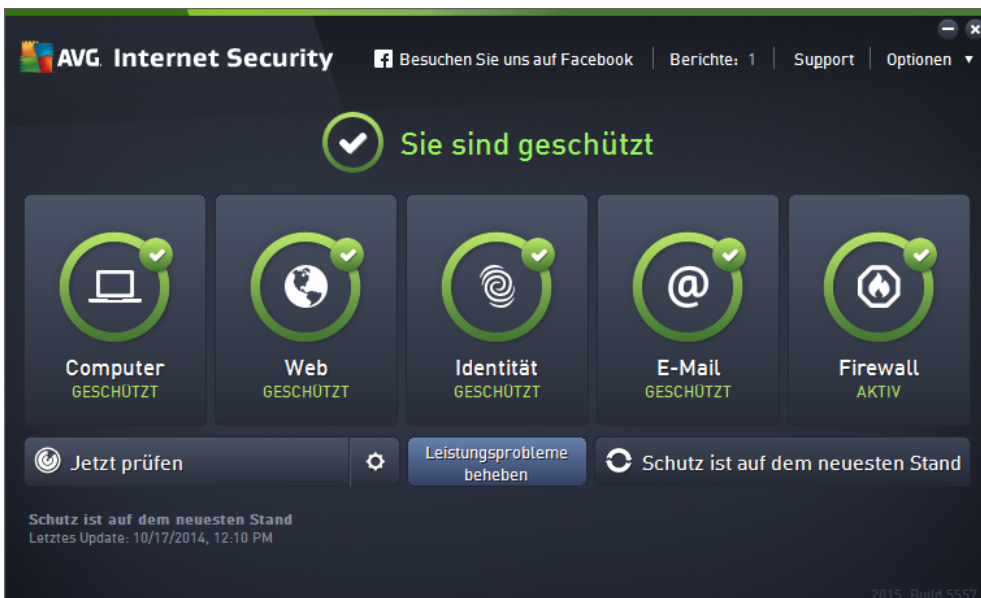 AVG. Internet Security
Besuchen Sie uns auf Facebook
Berichte: 1
Support
Optionen
Sie sind geschützt
Computer
GESCHÜTZT
Web
GESCHÜTZT
Identität
GESCHÜTZT
E-Mail
GESCHÜTZT
Firewall
AKTIV
Jetzt prüfen
Leistungsprobleme
beheben
Schutz ist auf dem neuesten Stand
Schutz ist auf dem neuesten Stand
Letztes Update: 10/17/2014, 12:10 PM
2015. Build 5557